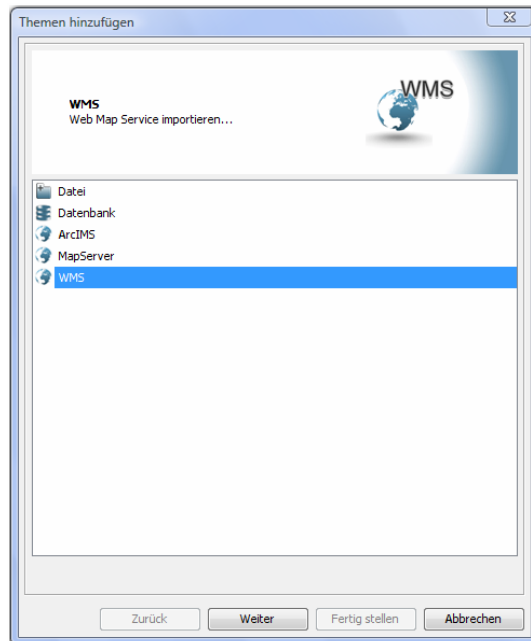 Themen hinzufügen
WMS
Web Map Service importieren...
WMS
Datei
Datenbank
ArcIMS
MapServer
WMS
Zurück
Weiter
Fertig stellen
Abbrechen